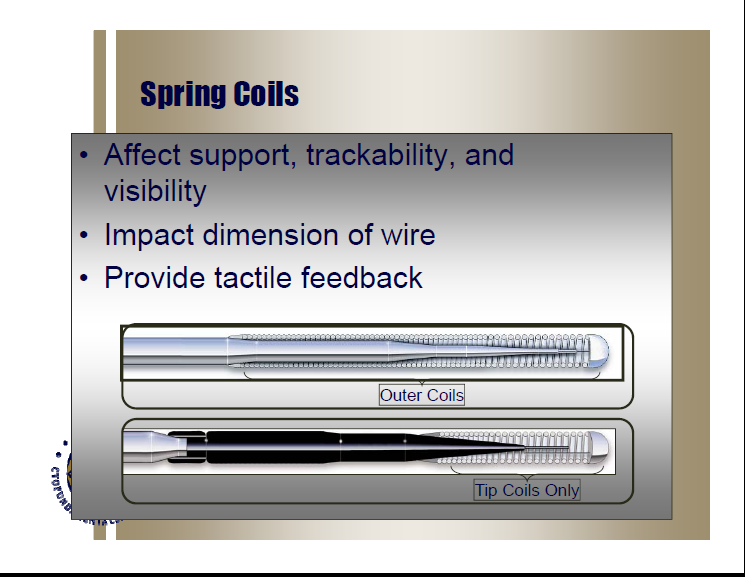 Spring Coils
• Affect support, trackability, and
visibility
• Impact dimension of wire
• Provide tactile feedback
Outer Coils
Tip Coils Only